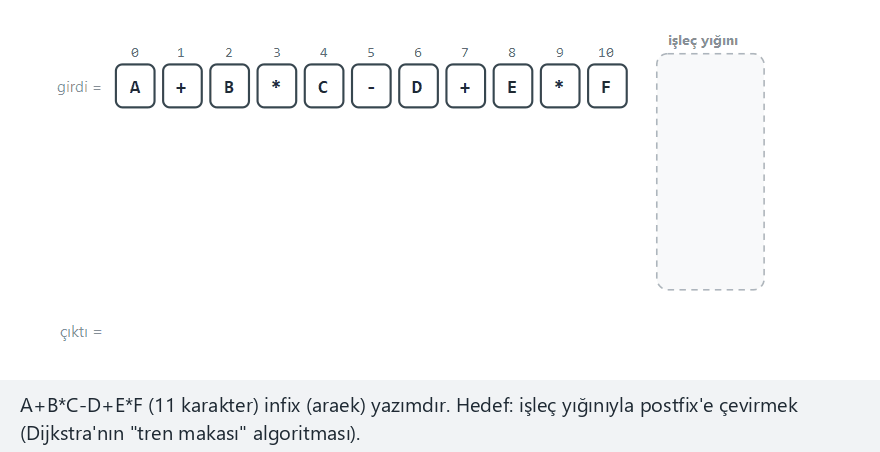 işleç yığını
0 1 2 3 4 5 6 7 8 9 10
girdi = A + B * C - D + E * F
çıktı =
A+B*C-D+E*F (11 karakter) infix (araek) yazımdır. Hedef: işleç yığınıyla postfix'e çevirmek
(Dijkstra'nın "tren makası" algoritması).